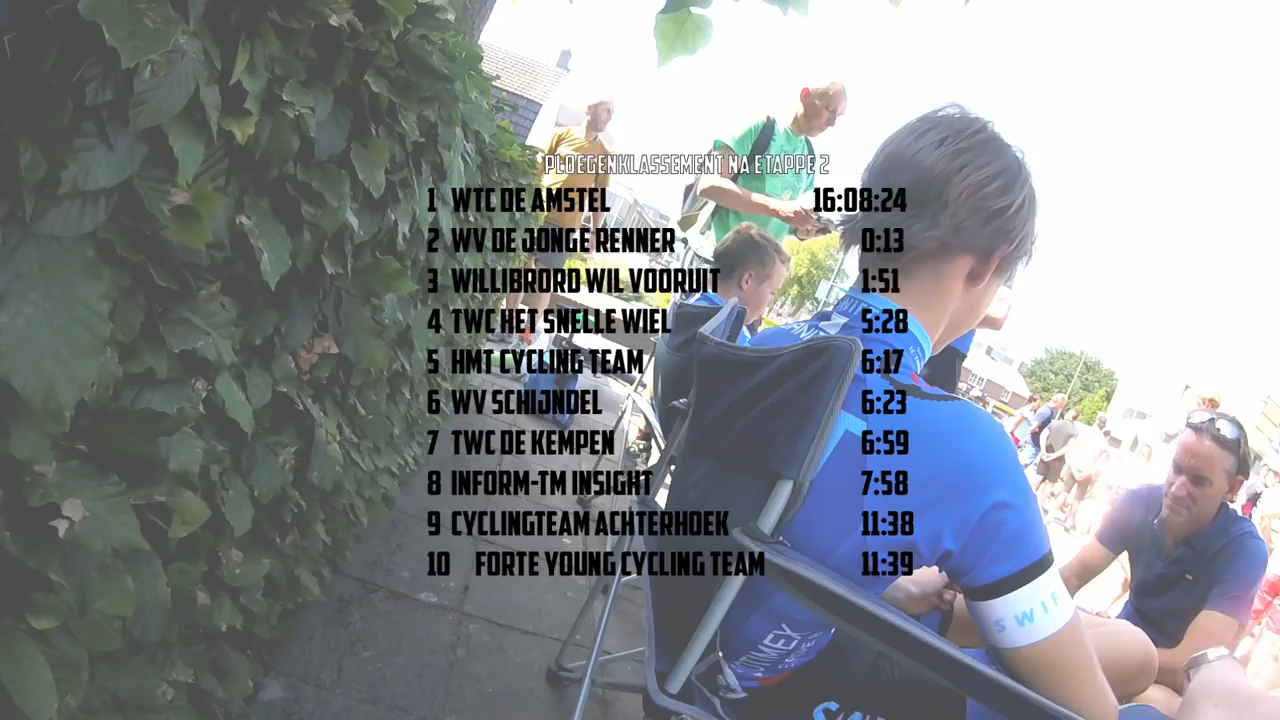 PLOEGENKLASSEMENT NA ETAPPE 2
1 WTC DE AMSTEL 16:08:24
2 WV DE JONGE RENNER 0:13
3 WILLIBRORD WIL VOORUIT 1:51
4 TWC HET SNELLE WIEL 5:28
5 HMT CYCLING TEAM 6:17
6 WV SCHIJNDEL 6:23
7 TWC DE KEMPEN 6:59
8 INFORM-TM INSIGHT 7:58
9 CYCLINGTEAM ACHTERHOEK 11:38
10 FORTE YOUNG CYCLING TEAM 11:39
SWIF